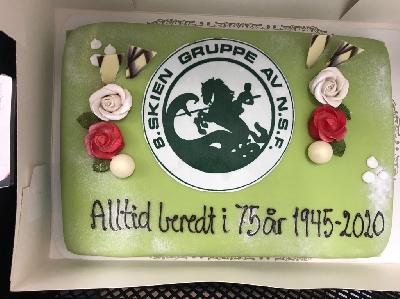 8.SKIEN GRUPPE AV N.S.F.
Alltid beredt i 75 år 1945-2020